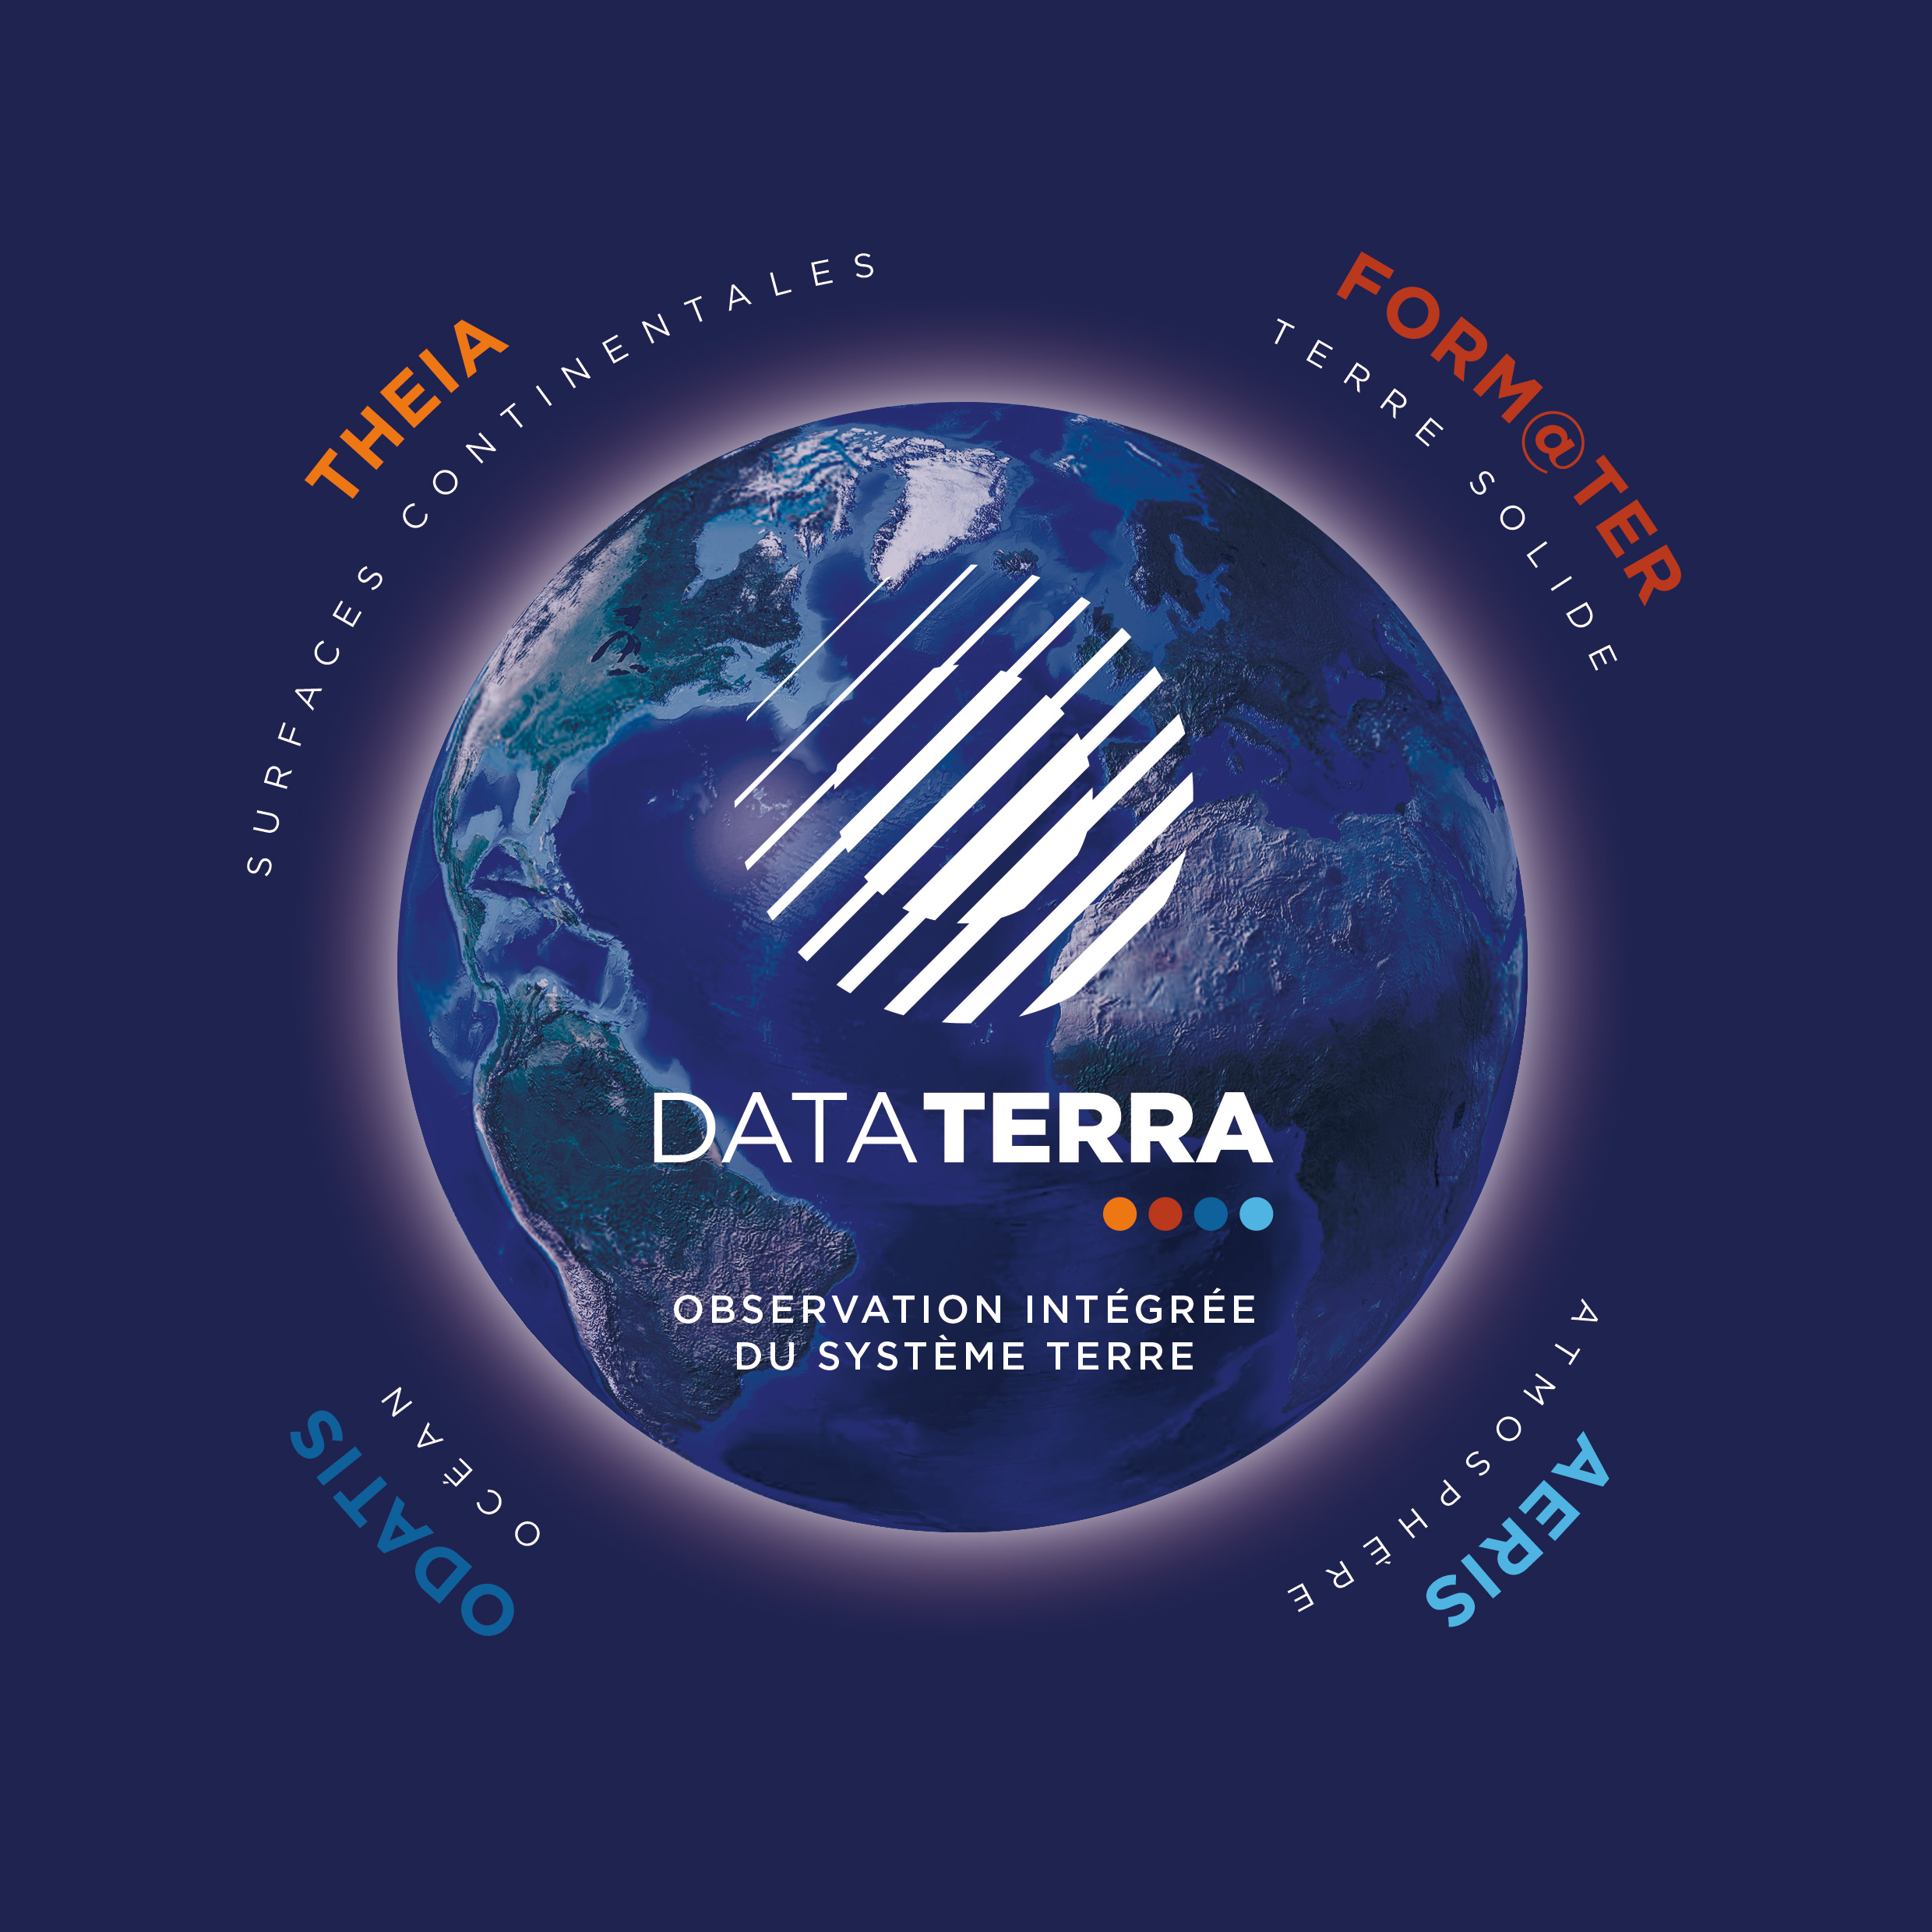 THEIA
SURFACES CONTINENTALES
FORM@TER
TERRE SOLIDE
DATATERRA
OBSERVATION INTÉGRÉE
DU SYSTÈME TERRE
OCÉAN
ODATIS
ATMOSPHÈRE
AERIS